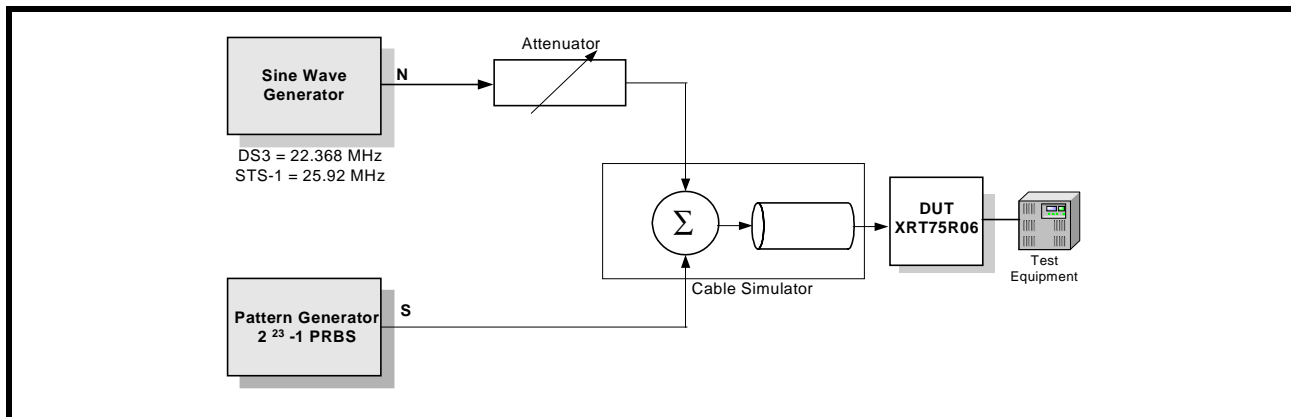 Attenuator
Sine Wave
Generator
N
DS3 = 22.368 MHz
STS-1 = 25.92 MHz
Σ
DUT
XRT75R06
Test
Equipment
Cable Simulator
Pattern Generator
2 ²³ -1 PRBS
S